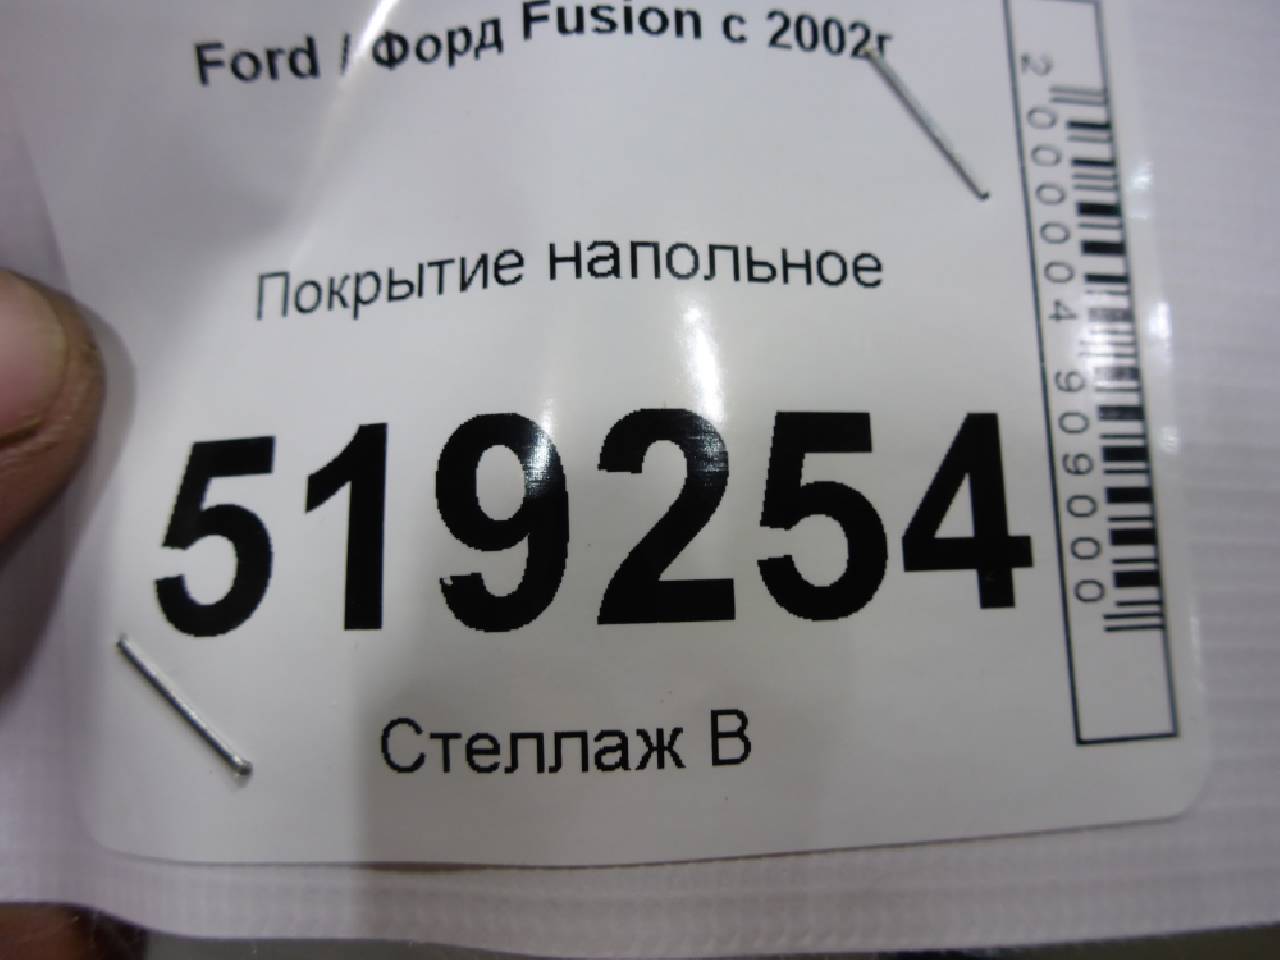 Ford / Форд Fusion с 2002г
Покрытие напольное
519254
Стеллаж В
2000004909000